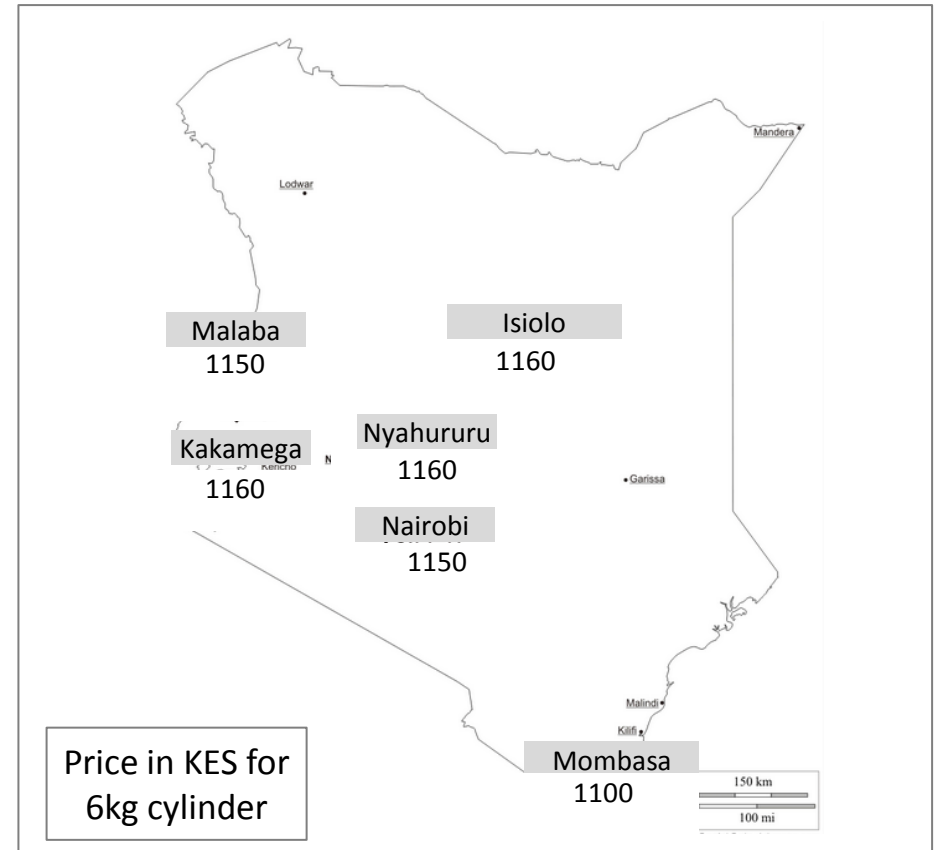 Mandera
Lodwar
Malaba
1150
Isiolo
1160
Nyahururu
1160
Kakamega
Kericho
1160
N
Garissa
Nairobi
1150
Malindi
Kilifi
Mombasa
1100
Price in KES for
6kg cylinder
150 km
100 mi